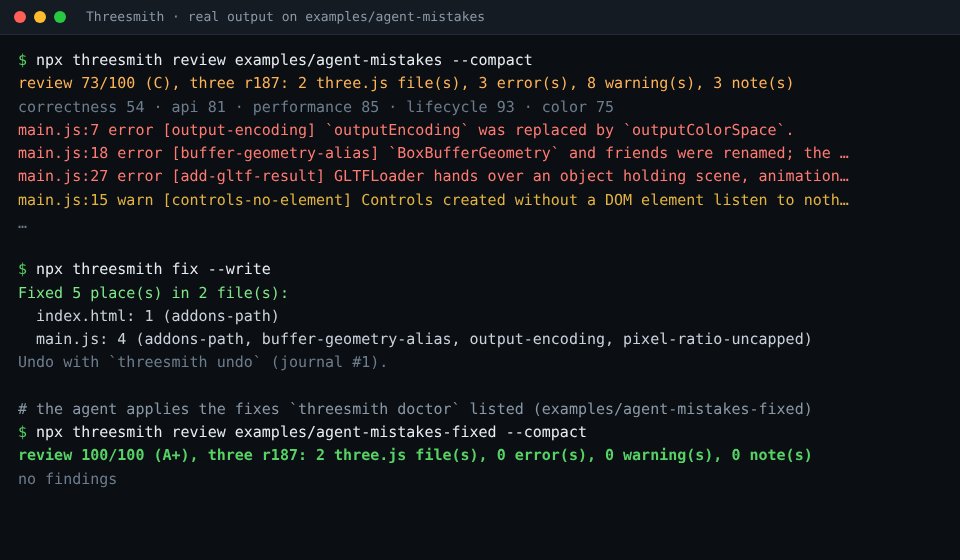 Threesmith · real output on examples/agent-mistakes
$ npx threesmith review examples/agent-mistakes --compact
review 73/100 (C), three r187: 2 three.js file(s), 3 error(s), 8 warning(s), 3 note(s)
correctness 54 · api 81 · performance 85 · lifecycle 93 · color 75
main.js:7 error [output-encoding] `outputEncoding` was replaced by `outputColorSpace`.
main.js:18 error [buffer-geometry-alias] `BoxBufferGeometry` and friends were renamed; the …
main.js:27 error [add-gltf-result] GLTFLoader hands over an object holding scene, animation…
main.js:15 warn [controls-no-element] Controls created without a DOM element listen to noth…
…
$ npx threesmith fix --write
Fixed 5 place(s) in 2 file(s):
index.html: 1 (addons-path)
main.js: 4 (addons-path, buffer-geometry-alias, output-encoding, pixel-ratio-uncapped)
Undo with `threesmith undo` (journal #1).
# the agent applies the fixes `threesmith doctor` listed (examples/agent-mistakes-fixed)
$ npx threesmith review examples/agent-mistakes-fixed --compact
review 100/100 (A+), three r187: 2 three.js file(s), 0 error(s), 0 warning(s), 0 note(s)
no findings